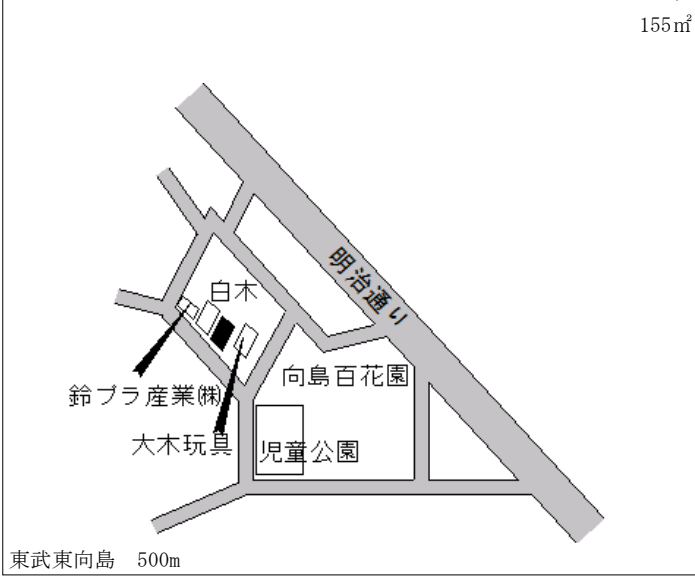 155㎡
明治通り
白木
向島百花園
鈴プラ産業㈱
大木玩具
児童公園
東武東向島　500m